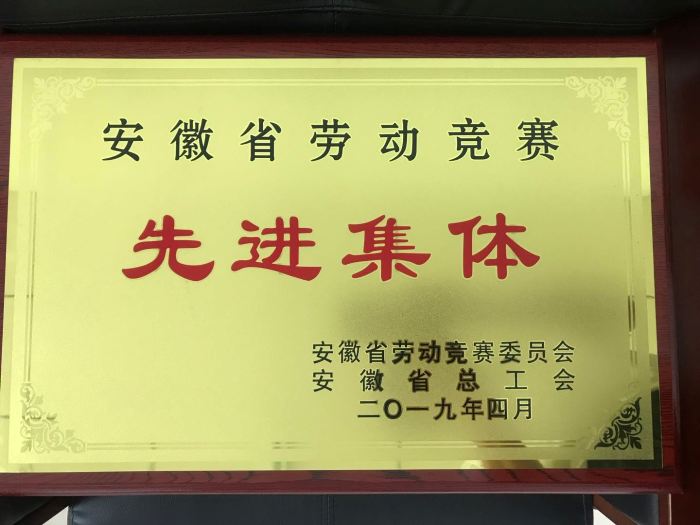 安徽省劳动竞赛
先进集体
安徽省劳动竞赛委员会
安徽省总工会
二〇一九年四月